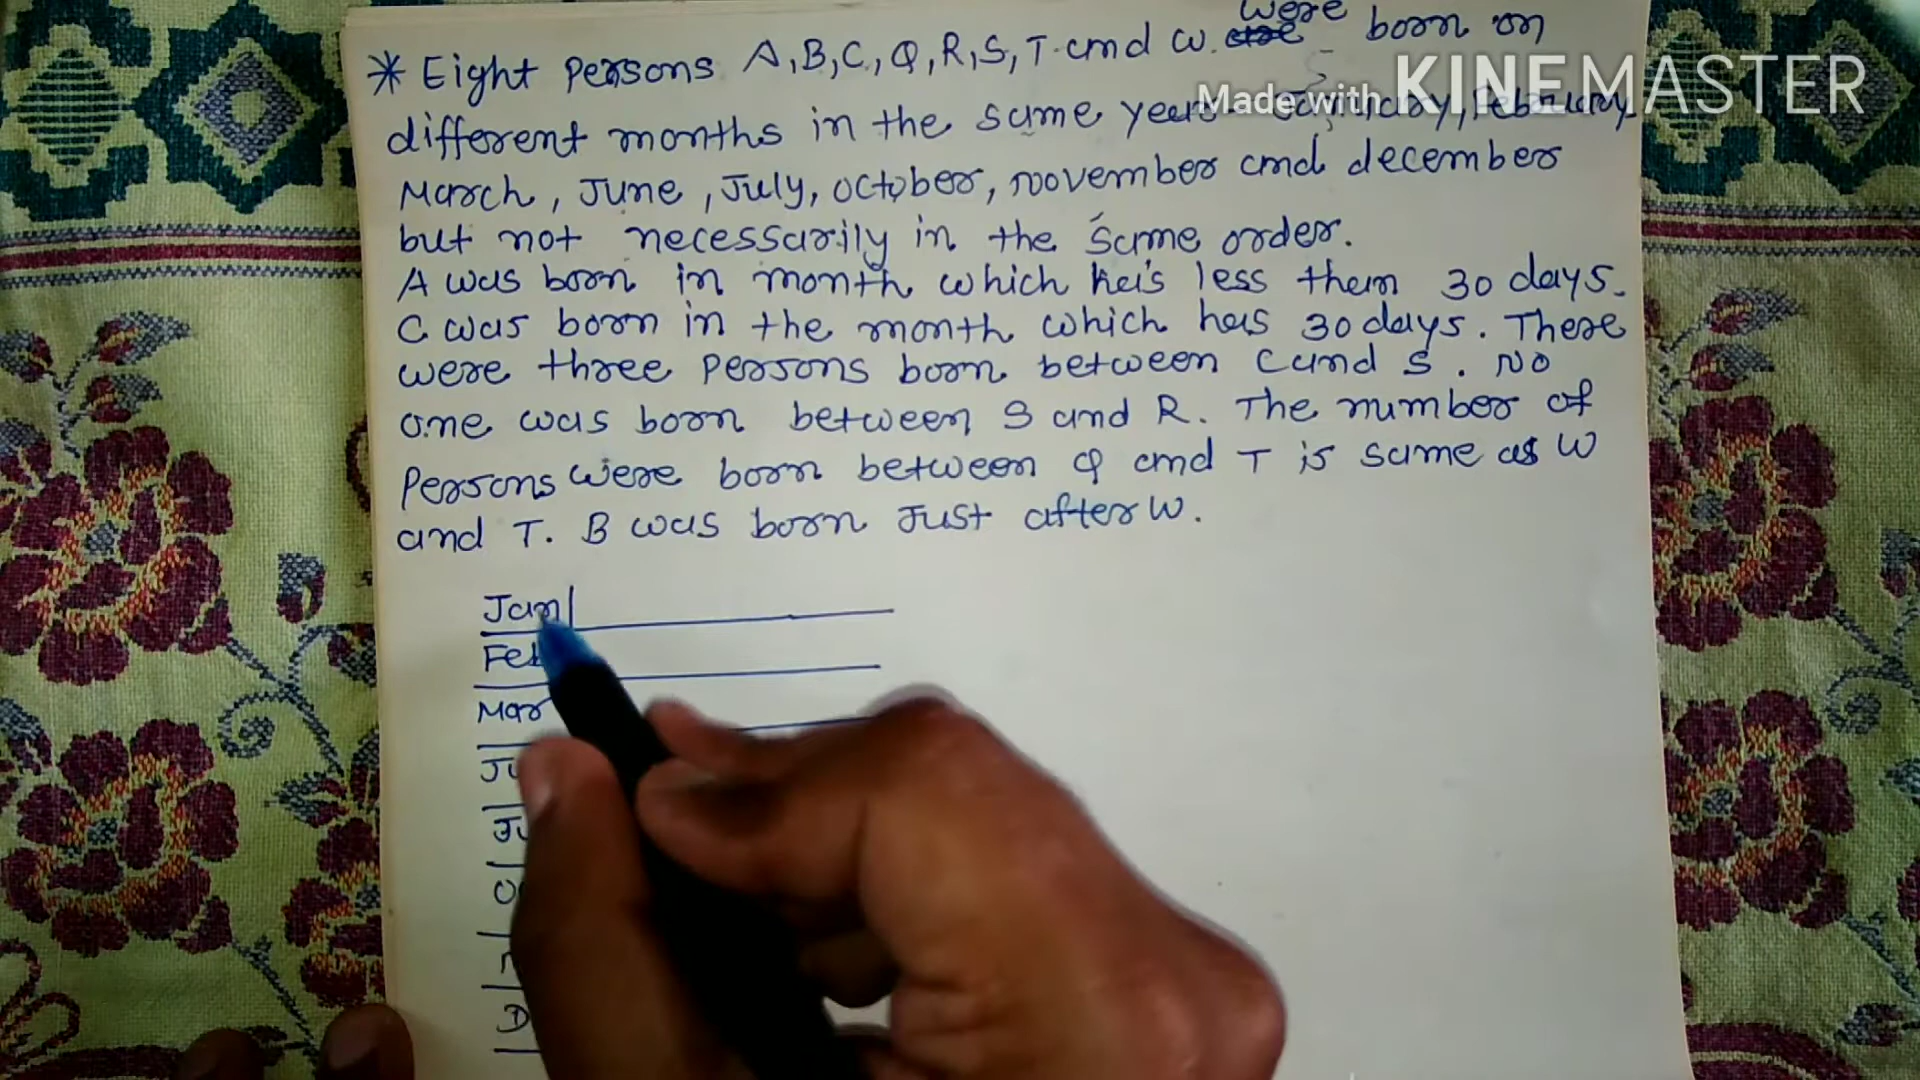 were
* Eight Persons A, B, C, Q, R, S, T and W. born on
Made with KINEMASTER
different months in the same year January, February
March, June, July, October, November and december
but not necessarily in the same order.
A was born in month which has less then 30 days.
C was born in the month which has 30 days. There
were three Persons born between C and S. No
one was born between S and R. The number of
Persons were born between Q and T is same as W
and T. B was born Just after W.
Jan
Feb
Mar